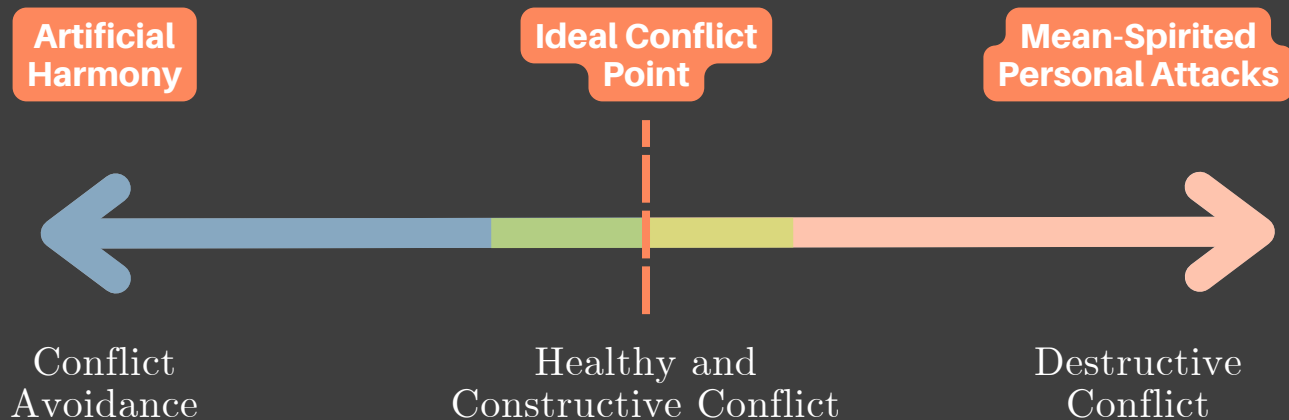 Artificial
Harmony
Ideal Conflict
Point
Mean-Spirited
Personal Attacks
Conflict
Avoidance
Healthy and
Constructive Conflict
Destructive
Conflict